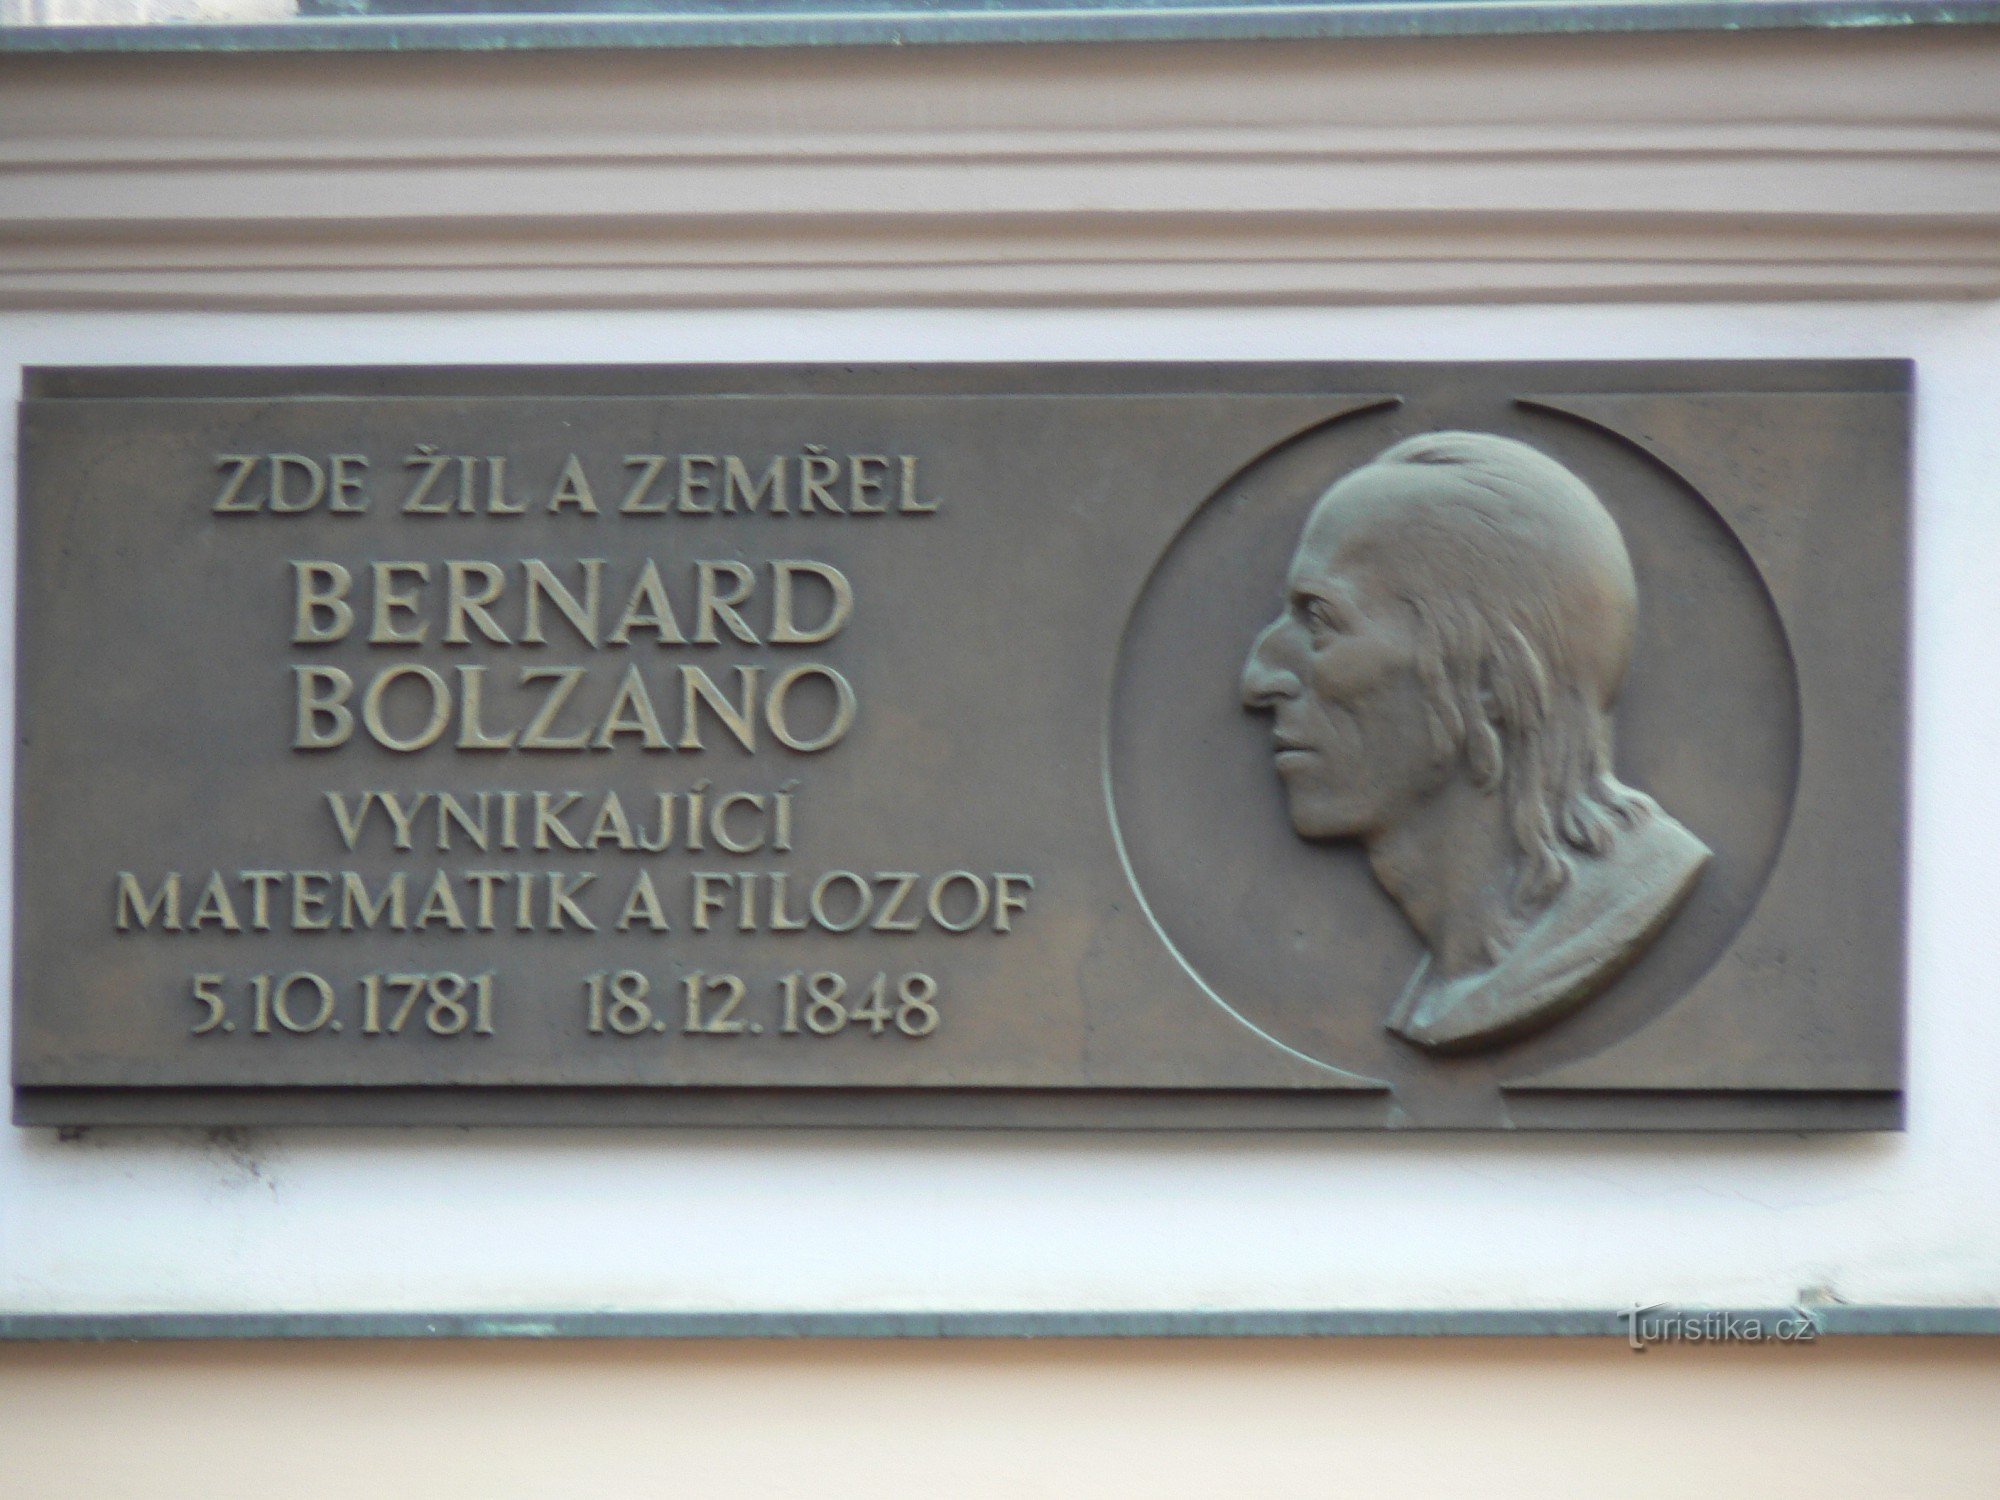 ZDE ŽIL A ZEMŘEL
BERNARD
BOLZANO
VYNIKAJÍCÍ
MATEMATIK A FILOZOF
5.10.1781 18.12.1848
Turistika.cz